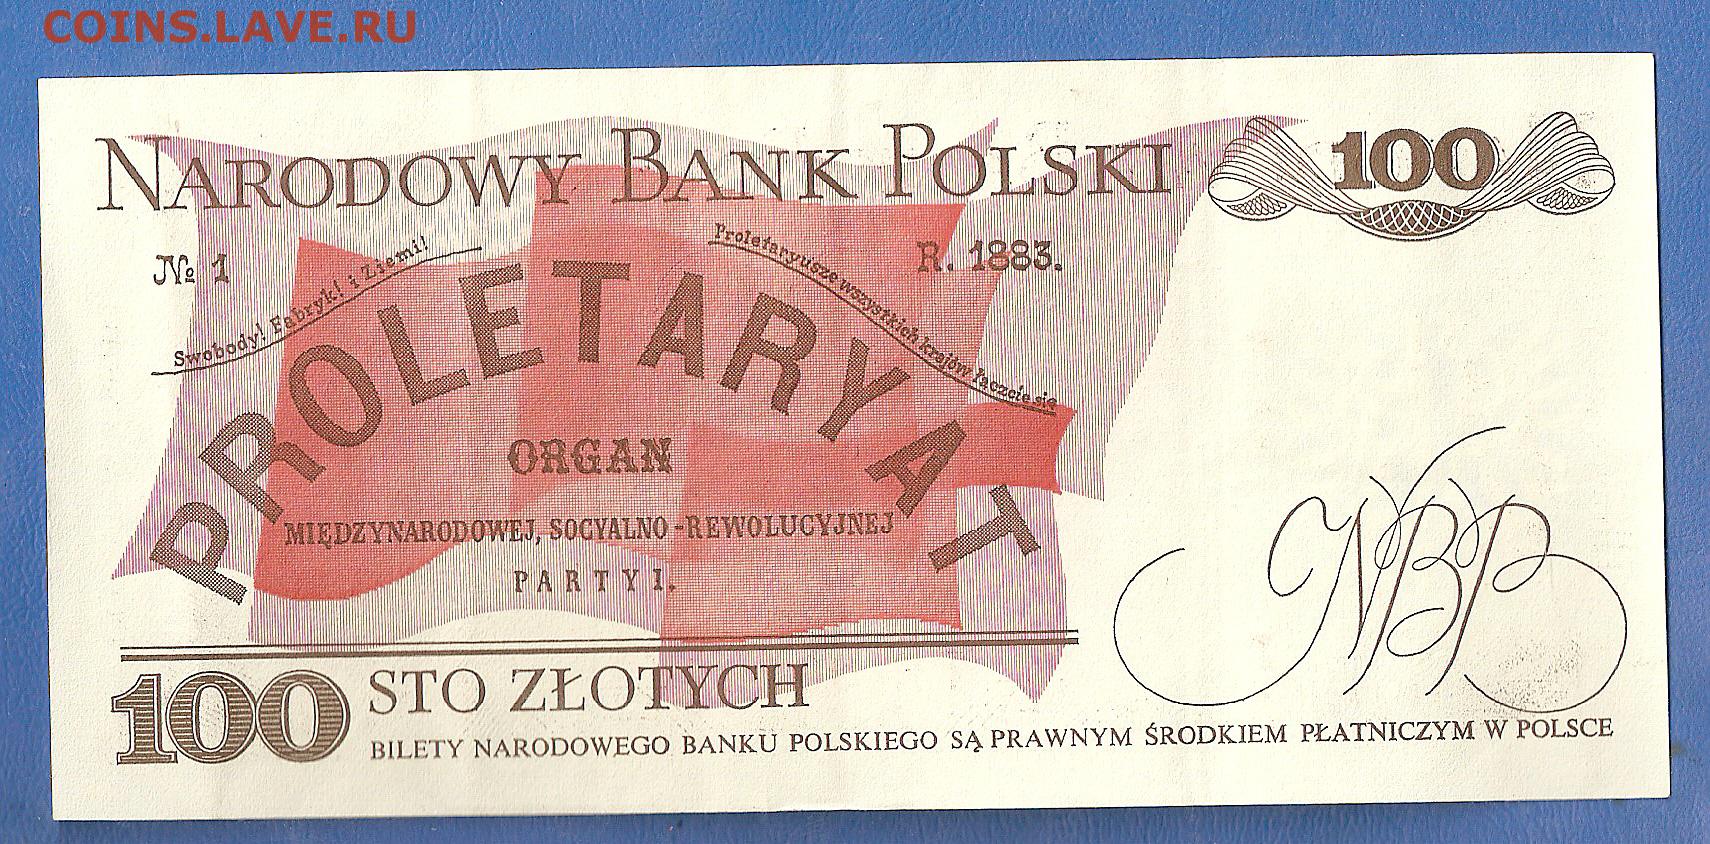 COINS.LAVE.RU
NARODOWY BANK POLSKI
100
№ 1
Swobody! Fabryk! i Ziemi!
Proletaryusze wszystkich krajów łączcie się
R. 1883.
PROLETARYAT
ORGAN
MIĘDZYNARODOWEJ, SOCYALNO-REWOLUCYJNEJ
PARTYI.
NBP
100 STO ZŁOTYCH
BILETY NARODOWEGO BANKU POLSKIEGO SĄ PRAWNYM ŚRODKIEM PŁATNICZYM W POLSCE